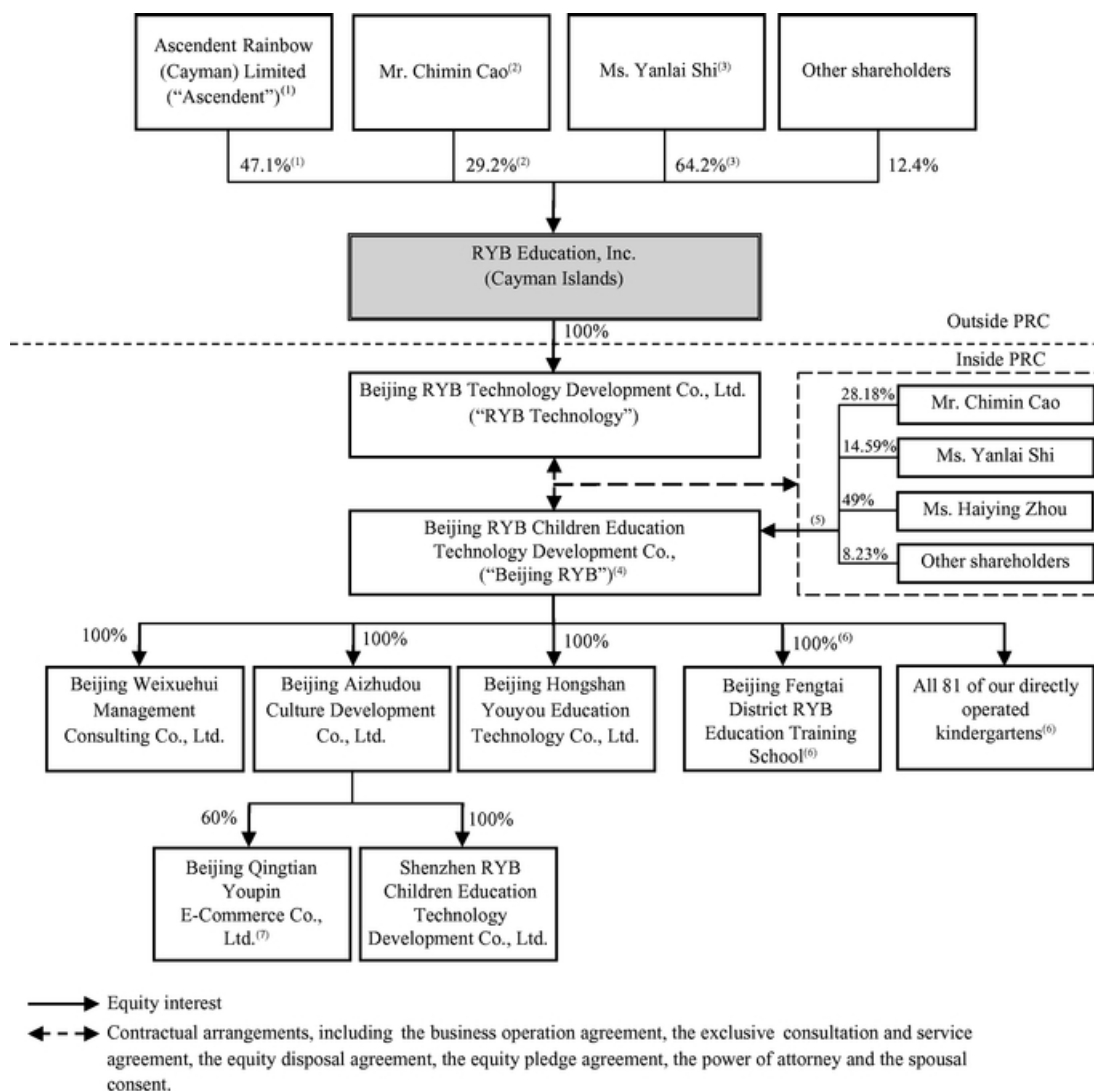 Ascendent Rainbow
(Cayman) Limited
(“Ascendent”)(1)
Mr. Chimin Cao(2)
Ms. Yanlai Shi(3)
Other shareholders
47.1%(1)
29.2%(2)
64.2%(3)
12.4%
RYB Education, Inc.
(Cayman Islands)
100%
Outside PRC
Inside PRC
Beijing RYB Technology Development Co., Ltd.
(“RYB Technology”)
28.18%
Mr. Chimin Cao
14.59%
Ms. Yanlai Shi
49%
Ms. Haiying Zhou
(5)
8.23%
Other shareholders
Beijing RYB Children Education
Technology Development Co.,
(“Beijing RYB”)(4)
100%
100%
100%
100%(6)
Beijing Weixuehui
Management
Consulting Co., Ltd.
Beijing Aizhudou
Culture Development
Co., Ltd.
Beijing Hongshan
Youyou Education
Technology Co., Ltd.
Beijing Fengtai
District RYB
Education Training
School(6)
All 81 of our directly
operated
kindergartens(6)
60%
100%
Beijing Qingtian
Youpin
E-Commerce Co.,
Ltd.(7)
Shenzhen RYB
Children Education
Technology
Development Co., Ltd.
Equity interest
Contractual arrangements, including the business operation agreement, the exclusive consultation and service
agreement, the equity disposal agreement, the equity pledge agreement, the power of attorney and the spousal
consent.